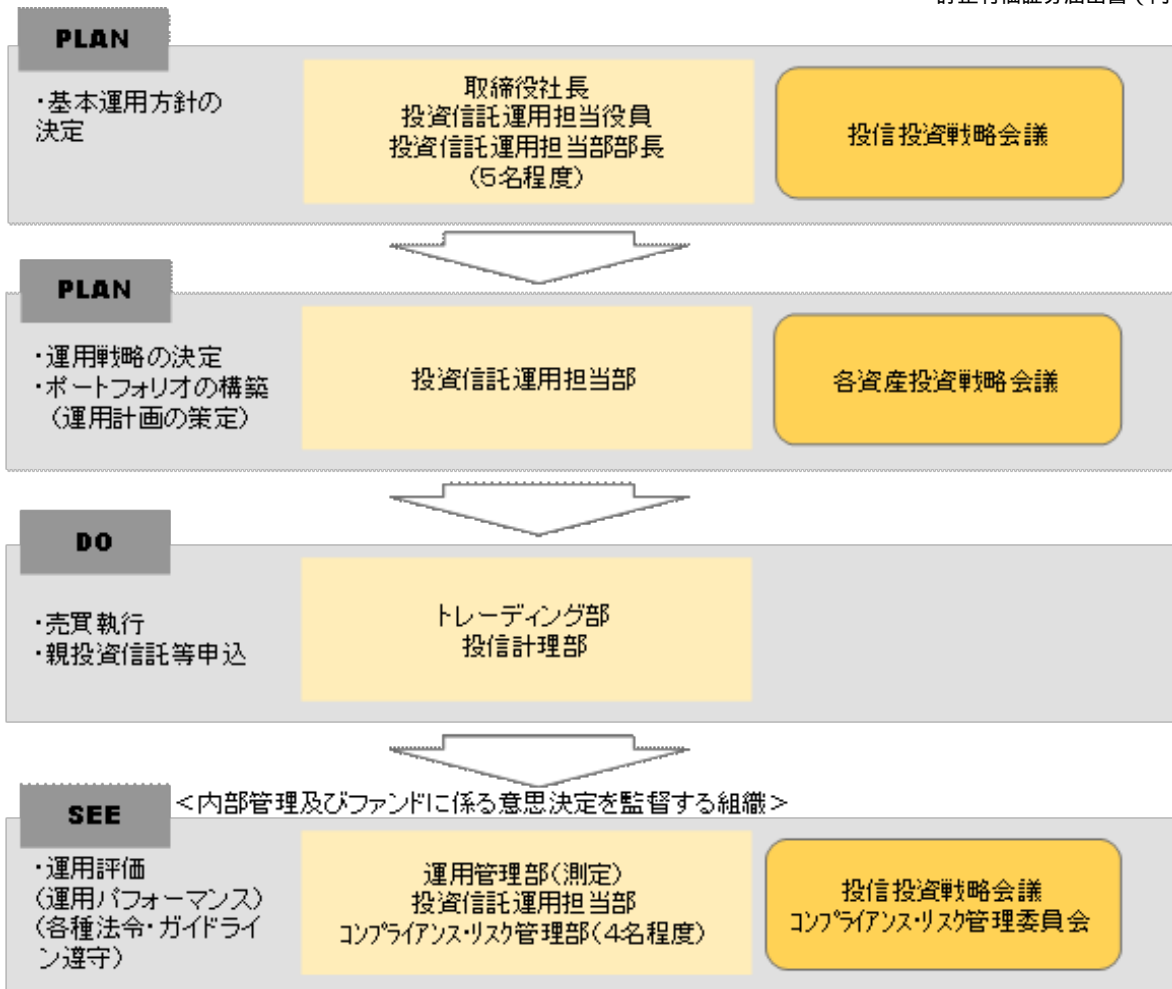 PLAN
・基本運用方針の
決定
取締役社長
投資信託運用担当役員
投資信託運用担当部部長
(5名程度)
投信投資戦略会議
PLAN
・運用戦略の決定
・ポートフォリオの構築
(運用計画の策定)
投資信託運用担当部
各資産投資戦略会議
DO
・売買執行
・親投資信託等申込
トレーディング部
投信計理部
SEE
<内部管理及びファンドに係る意思決定を監督する組織>
・運用評価
(運用パフォーマンス)
(各種法令・ガイドライ
ン遵守)
運用管理部(測定)
投資信託運用担当部
コンプライアンス・リスク管理部(4名程度)
投信投資戦略会議
コンプライアンス・リスク管理委員会